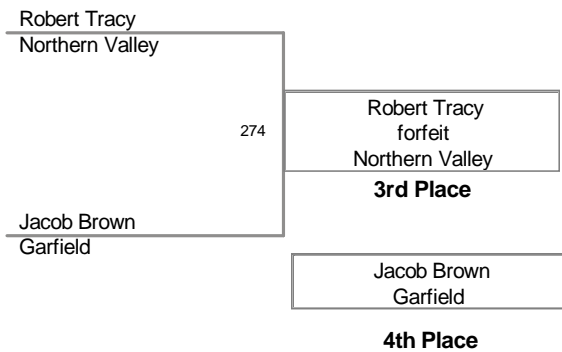 Robert Tracy
Northern Valley
274
Robert Tracy
forfeit
Northern Valley
3rd Place
Jacob Brown
Garfield
Jacob Brown
Garfield
4th Place